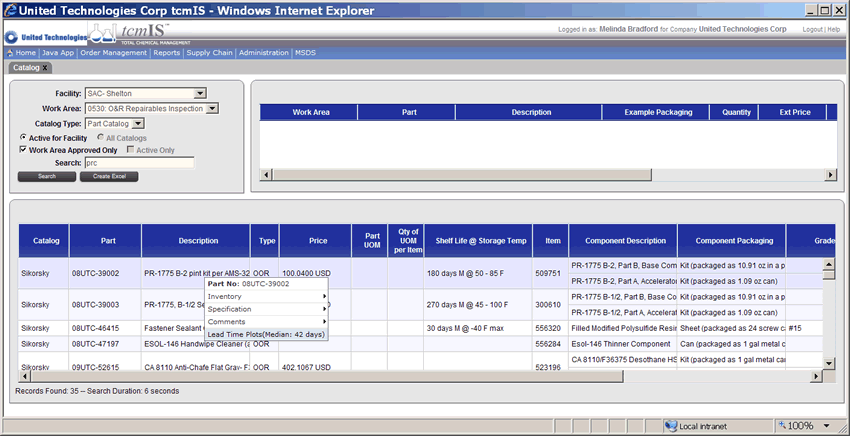 United Technologies Corp tcmIS - Windows Internet Explorer
United Technologies
tcmIS™
TOTAL CHEMICAL MANAGEMENT
Logged in as: Melinda Bradford for Company United Technologies Corp
Logout | Help
Home | Java App | Order Management | Reports | Supply Chain | Administration | MSDS
Catalog X
Facility: SAC- Shelton
Work Area: 0530: O&R Repairables Inspection
Catalog Type: Part Catalog
Active for Facility All Catalogs
Work Area Approved Only Active Only
Search: prc
Search Create Excel
Work Area Part Description Example Packaging Quantity Ext Price
Catalog Part Description Type Price Part UOM Qty of UOM per Item Shelf Life @ Storage Temp Item Component Description Component Packaging Grade
Sikorsky 08UTC-39002 PR-1775 B-2 pint kit per AMS-32 OOR 100.0400 USD 180 days M @ 50 - 85 F 509751 PR-1775 B-2, Part B, Base Com Kit (packaged as 10.91 oz in a p
PR-1775 B-2, Part A, Accelerator Kit (packaged as 1.09 oz can)
Part No: 08UTC-39002
Inventory
Specification
Comments
Lead Time Plots(Median: 42 days)
Sikorsky 08UTC-39003 PR-1775, B-1/2 Se 270 days M @ 45 - 100 F 300610 PR-1775 B-1/2, Part B, Base Co Kit (packaged as 10.91 oz in a p
PR-1775 B-1/2, Part A, Accelerat Kit (packaged as 1.09 oz can)
Sikorsky 08UTC-46415 Fastener Sealant 30 days M @ -40 F max 556320 Filled Modified Polysulfide Resin Sheet (packaged as 24 screw c #15
Sikorsky 08UTC-47197 Esol-146 Handwipe Cleaner ( OOR 556284 Esol-146 Thinner Component Can (packaged as 1 gal metal ca
Sikorsky 09UTC-52615 CA 8110 Anti-Chafe Flat Gray- F OOR 402.1067 USD 523196 CA 8110/F36375 Desothane HS Kit (packaged as 1 gal metal can
Records Found: 35 -- Search Duration: 6 seconds
Local intranet 100%